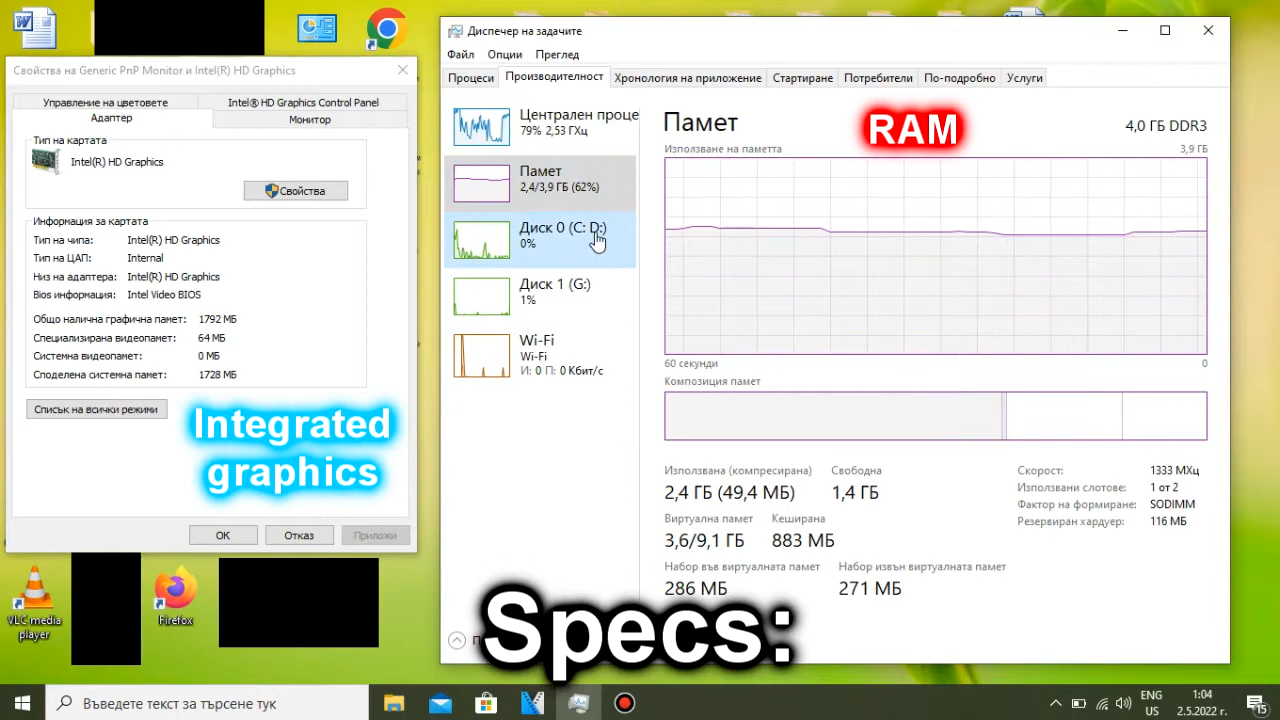 Свойства на Generic PnP Monitor и Intel(R) HD Graphics
Управление на цветовете
Intel® HD Graphics Control Panel
Адаптер
Монитор
Тип на картата
Intel(R) HD Graphics
Свойства
Информация за картата
Тип на чипа: Intel(R) HD Graphics
Тип на ЦАП: Internal
Низ на адаптера: Intel(R) HD Graphics
Bios информация: Intel Video BIOS
Общо налична графична памет: 1792 МБ
Специализирана видеопамет: 64 МБ
Системна видеопамет: 0 МБ
Споделена системна памет: 1728 МБ
Списък на всички режими
Integrated
graphics
OK
Отказ
Приложи
VLC media
player
Firefox
Диспечер на задачите
Файл Опции Преглед
Процеси Производителност Хронология на приложение Стартиране Потребители По-подробно Услуги
Централен проце
79% 2,53 ГХц
Памет
2,4/3,9 ГБ (62%)
Диск 0 (C: D:)
0%
Диск 1 (G:)
1%
Wi-Fi
Wi-Fi
И: 0 П: 0 Кбит/с
Памет
RAM
4,0 ГБ DDR3
Използване на паметта
3,9 ГБ
60 секунди
0
Композиция памет
Използвана (компресирана)
2,4 ГБ (49,4 МБ)
Свободна
1,4 ГБ
Виртуална памет
3,6/9,1 ГБ
Кеширана
883 МБ
Набор във виртуалната памет
286 МБ
Набор извън виртуалната памет
271 МБ
Скорост: 1333 МХц
Използвани слотове: 1 от 2
Фактор на формиране: SODIMM
Резервиран хардуер: 116 МБ
Specs:
Въведете текст за търсене тук
ENG
US
1:04
2.5.2022 г.
15